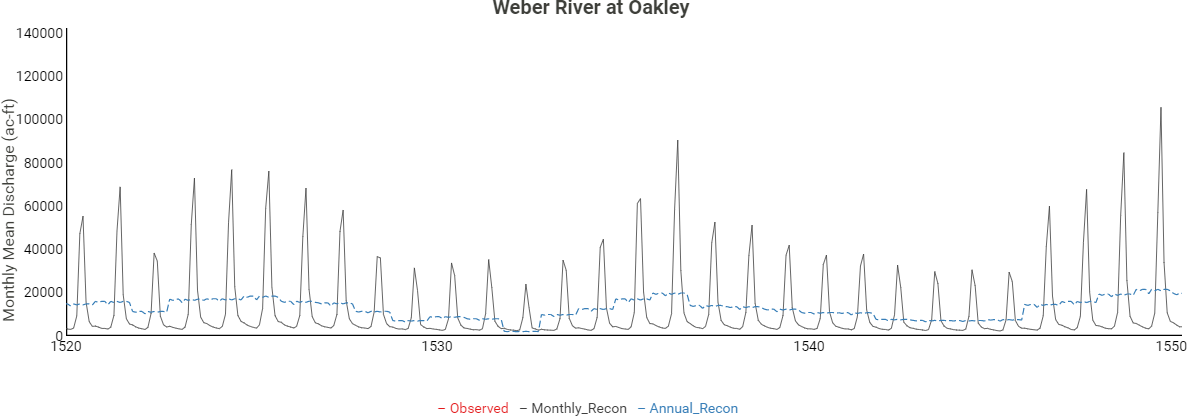 Weber River at Oakley
Monthly Mean Discharge (ac-ft)
140000
120000
100000
80000
60000
40000
20000
0
1520 1530 1540 1550
Observed Monthly_Recon Annual_Recon